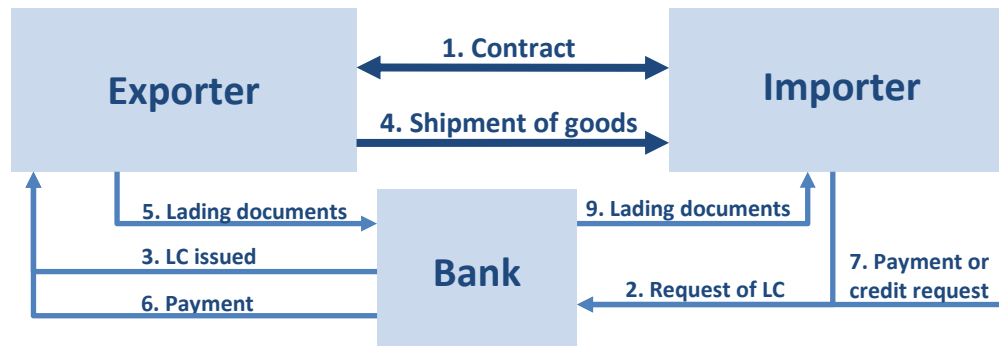 1. Contract
Exporter
Importer
4. Shipment of goods
5. Lading documents
9. Lading documents
3. LC issued
Bank
7. Payment or
credit request
2. Request of LC
6. Payment